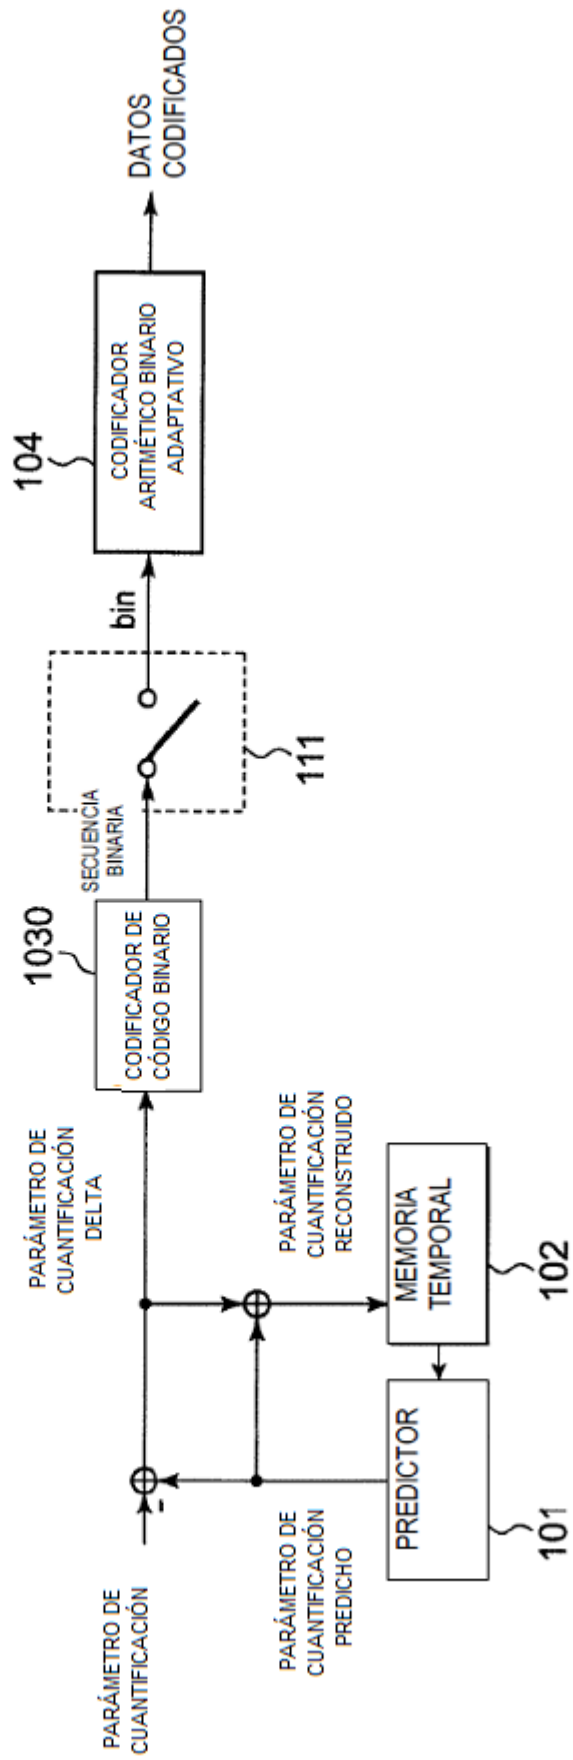 PARÁMETRO DE
CUANTIFICACIÓN
-
PARÁMETRO DE
CUANTIFICACIÓN
DELTA
1030
CODIFICADOR DE
CÓDIGO BINARIO
SECUENCIA
BINARIA
111
bin
104
CODIFICADOR
ARITMÉTICO BINARIO
ADAPTATIVO
DATOS
CODIFICADOS
PARÁMETRO DE
CUANTIFICACIÓN
PREDICHO
PARÁMETRO DE
CUANTIFICACIÓN
RECONSTRUIDO
PREDICTOR
101
MEMORIA
TEMPORAL
102